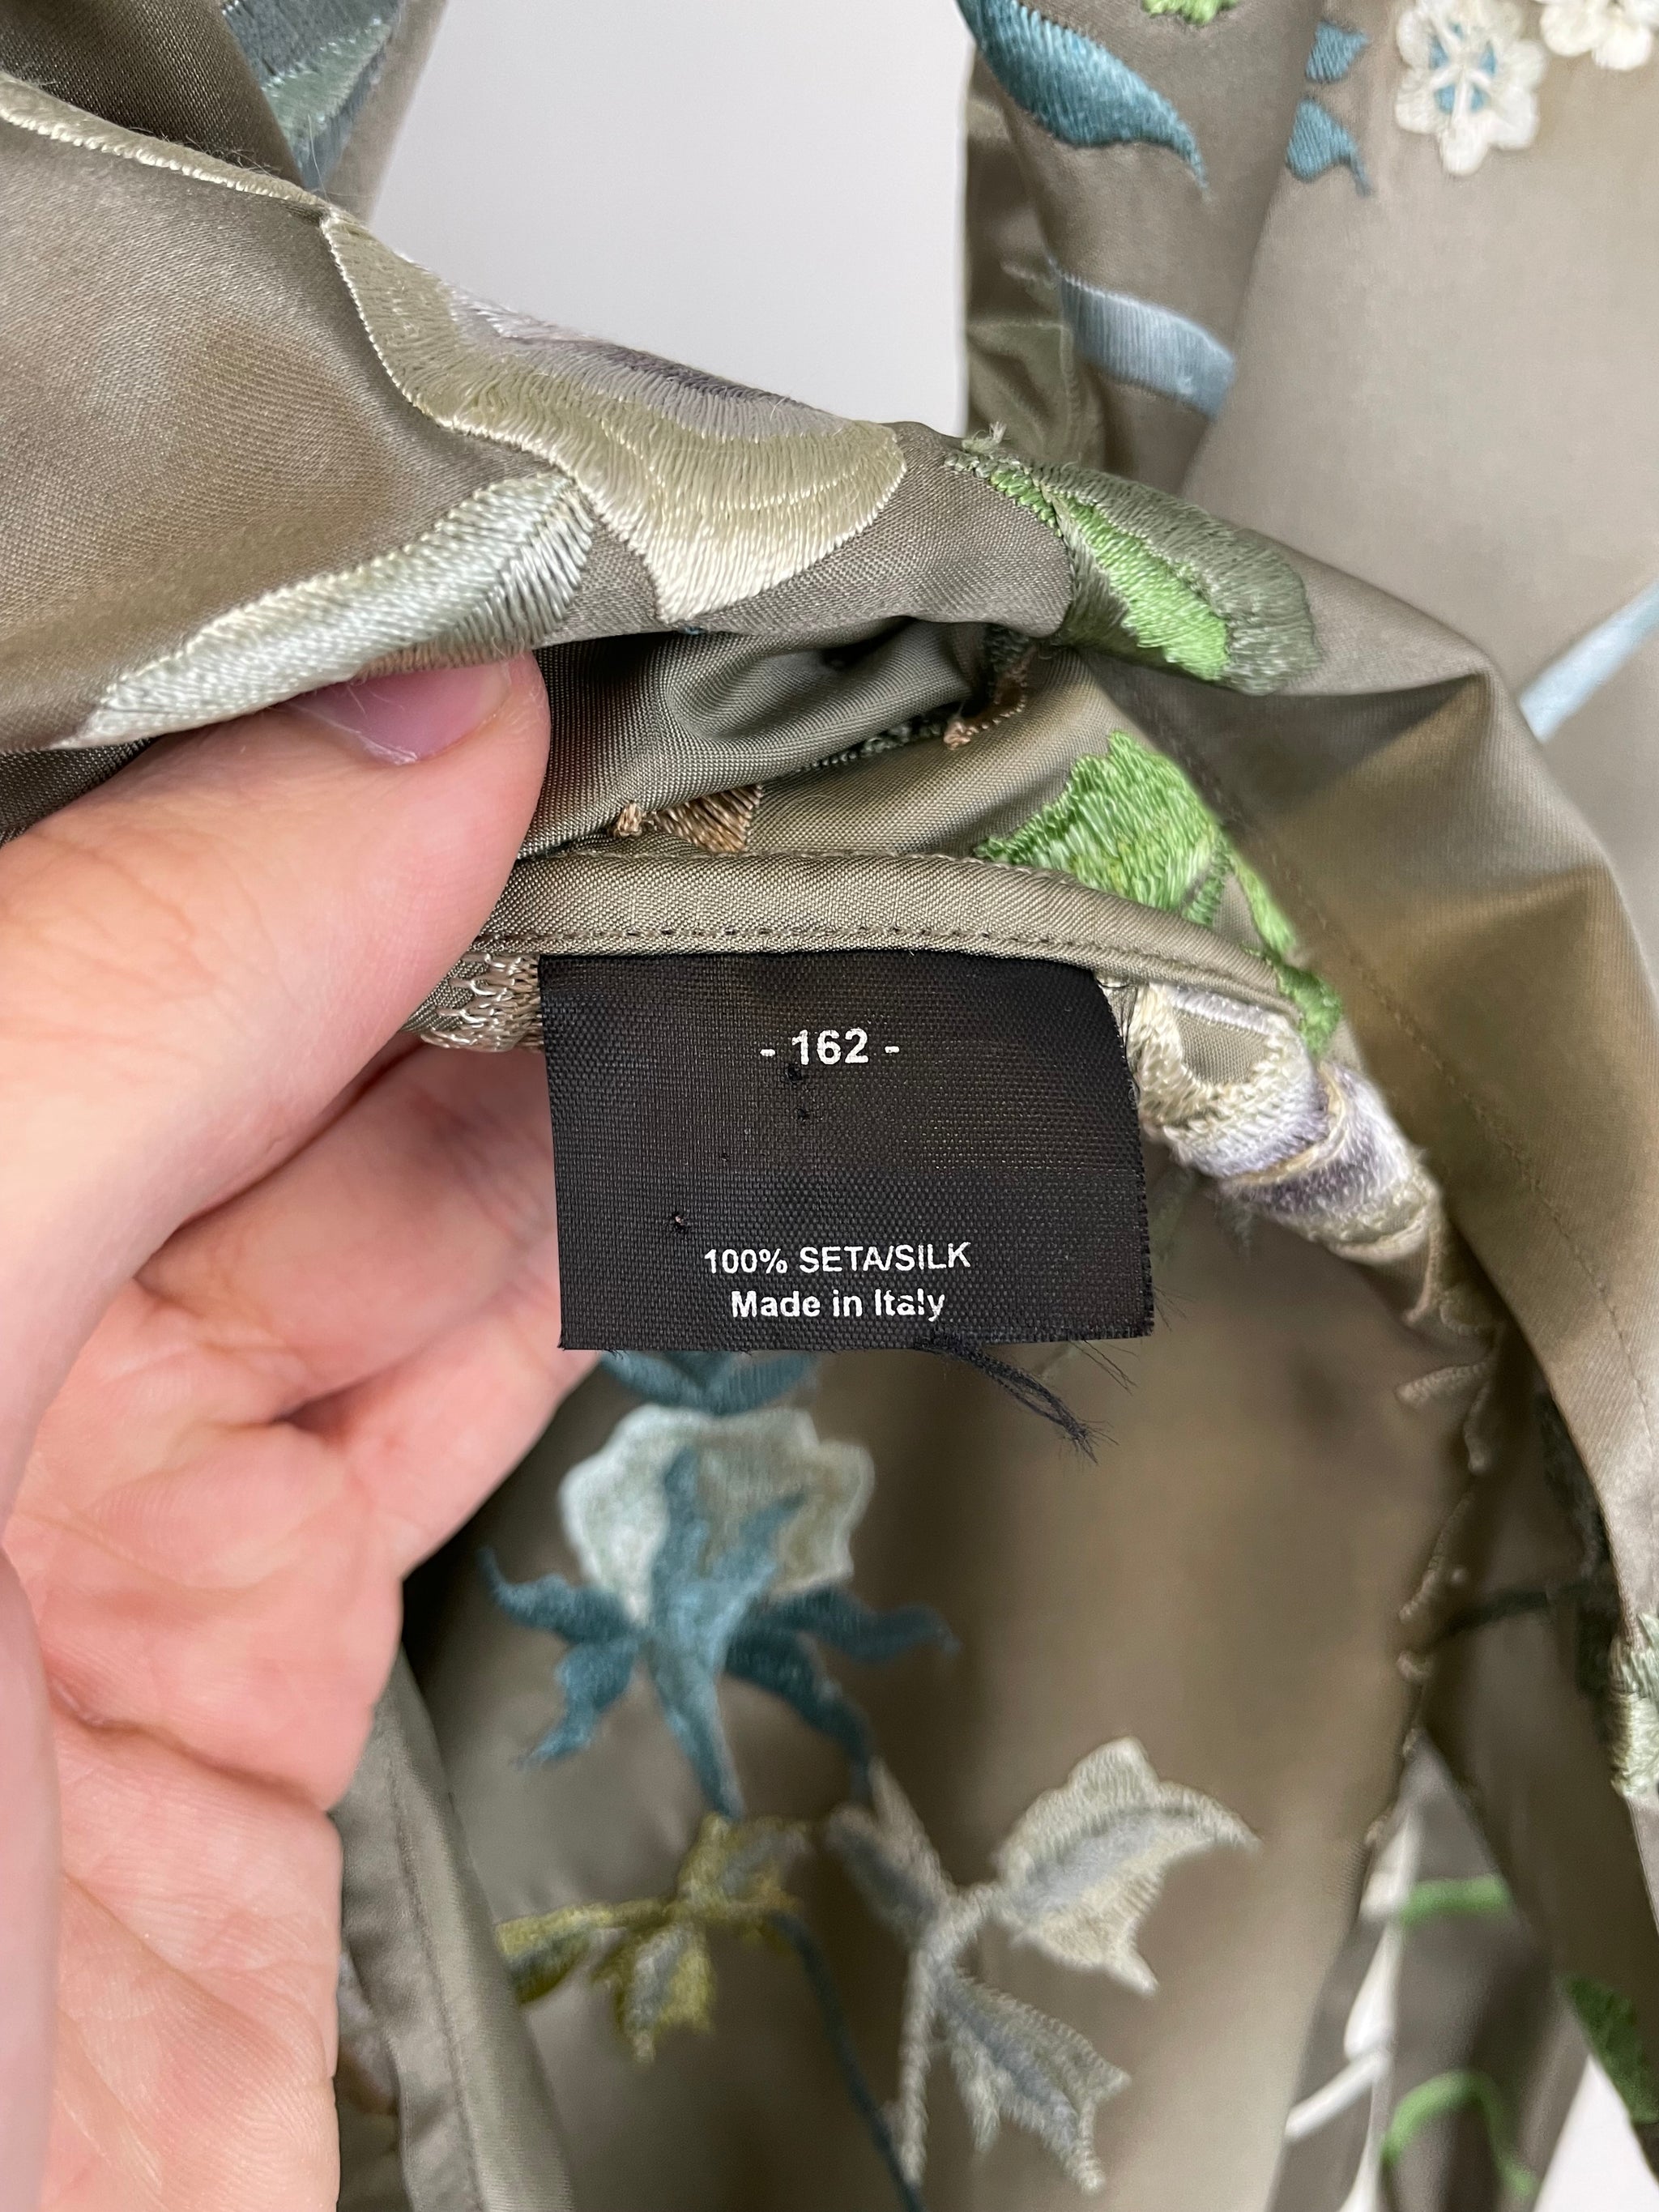 - 162 -
100% SETA/SILK
Made in Italy